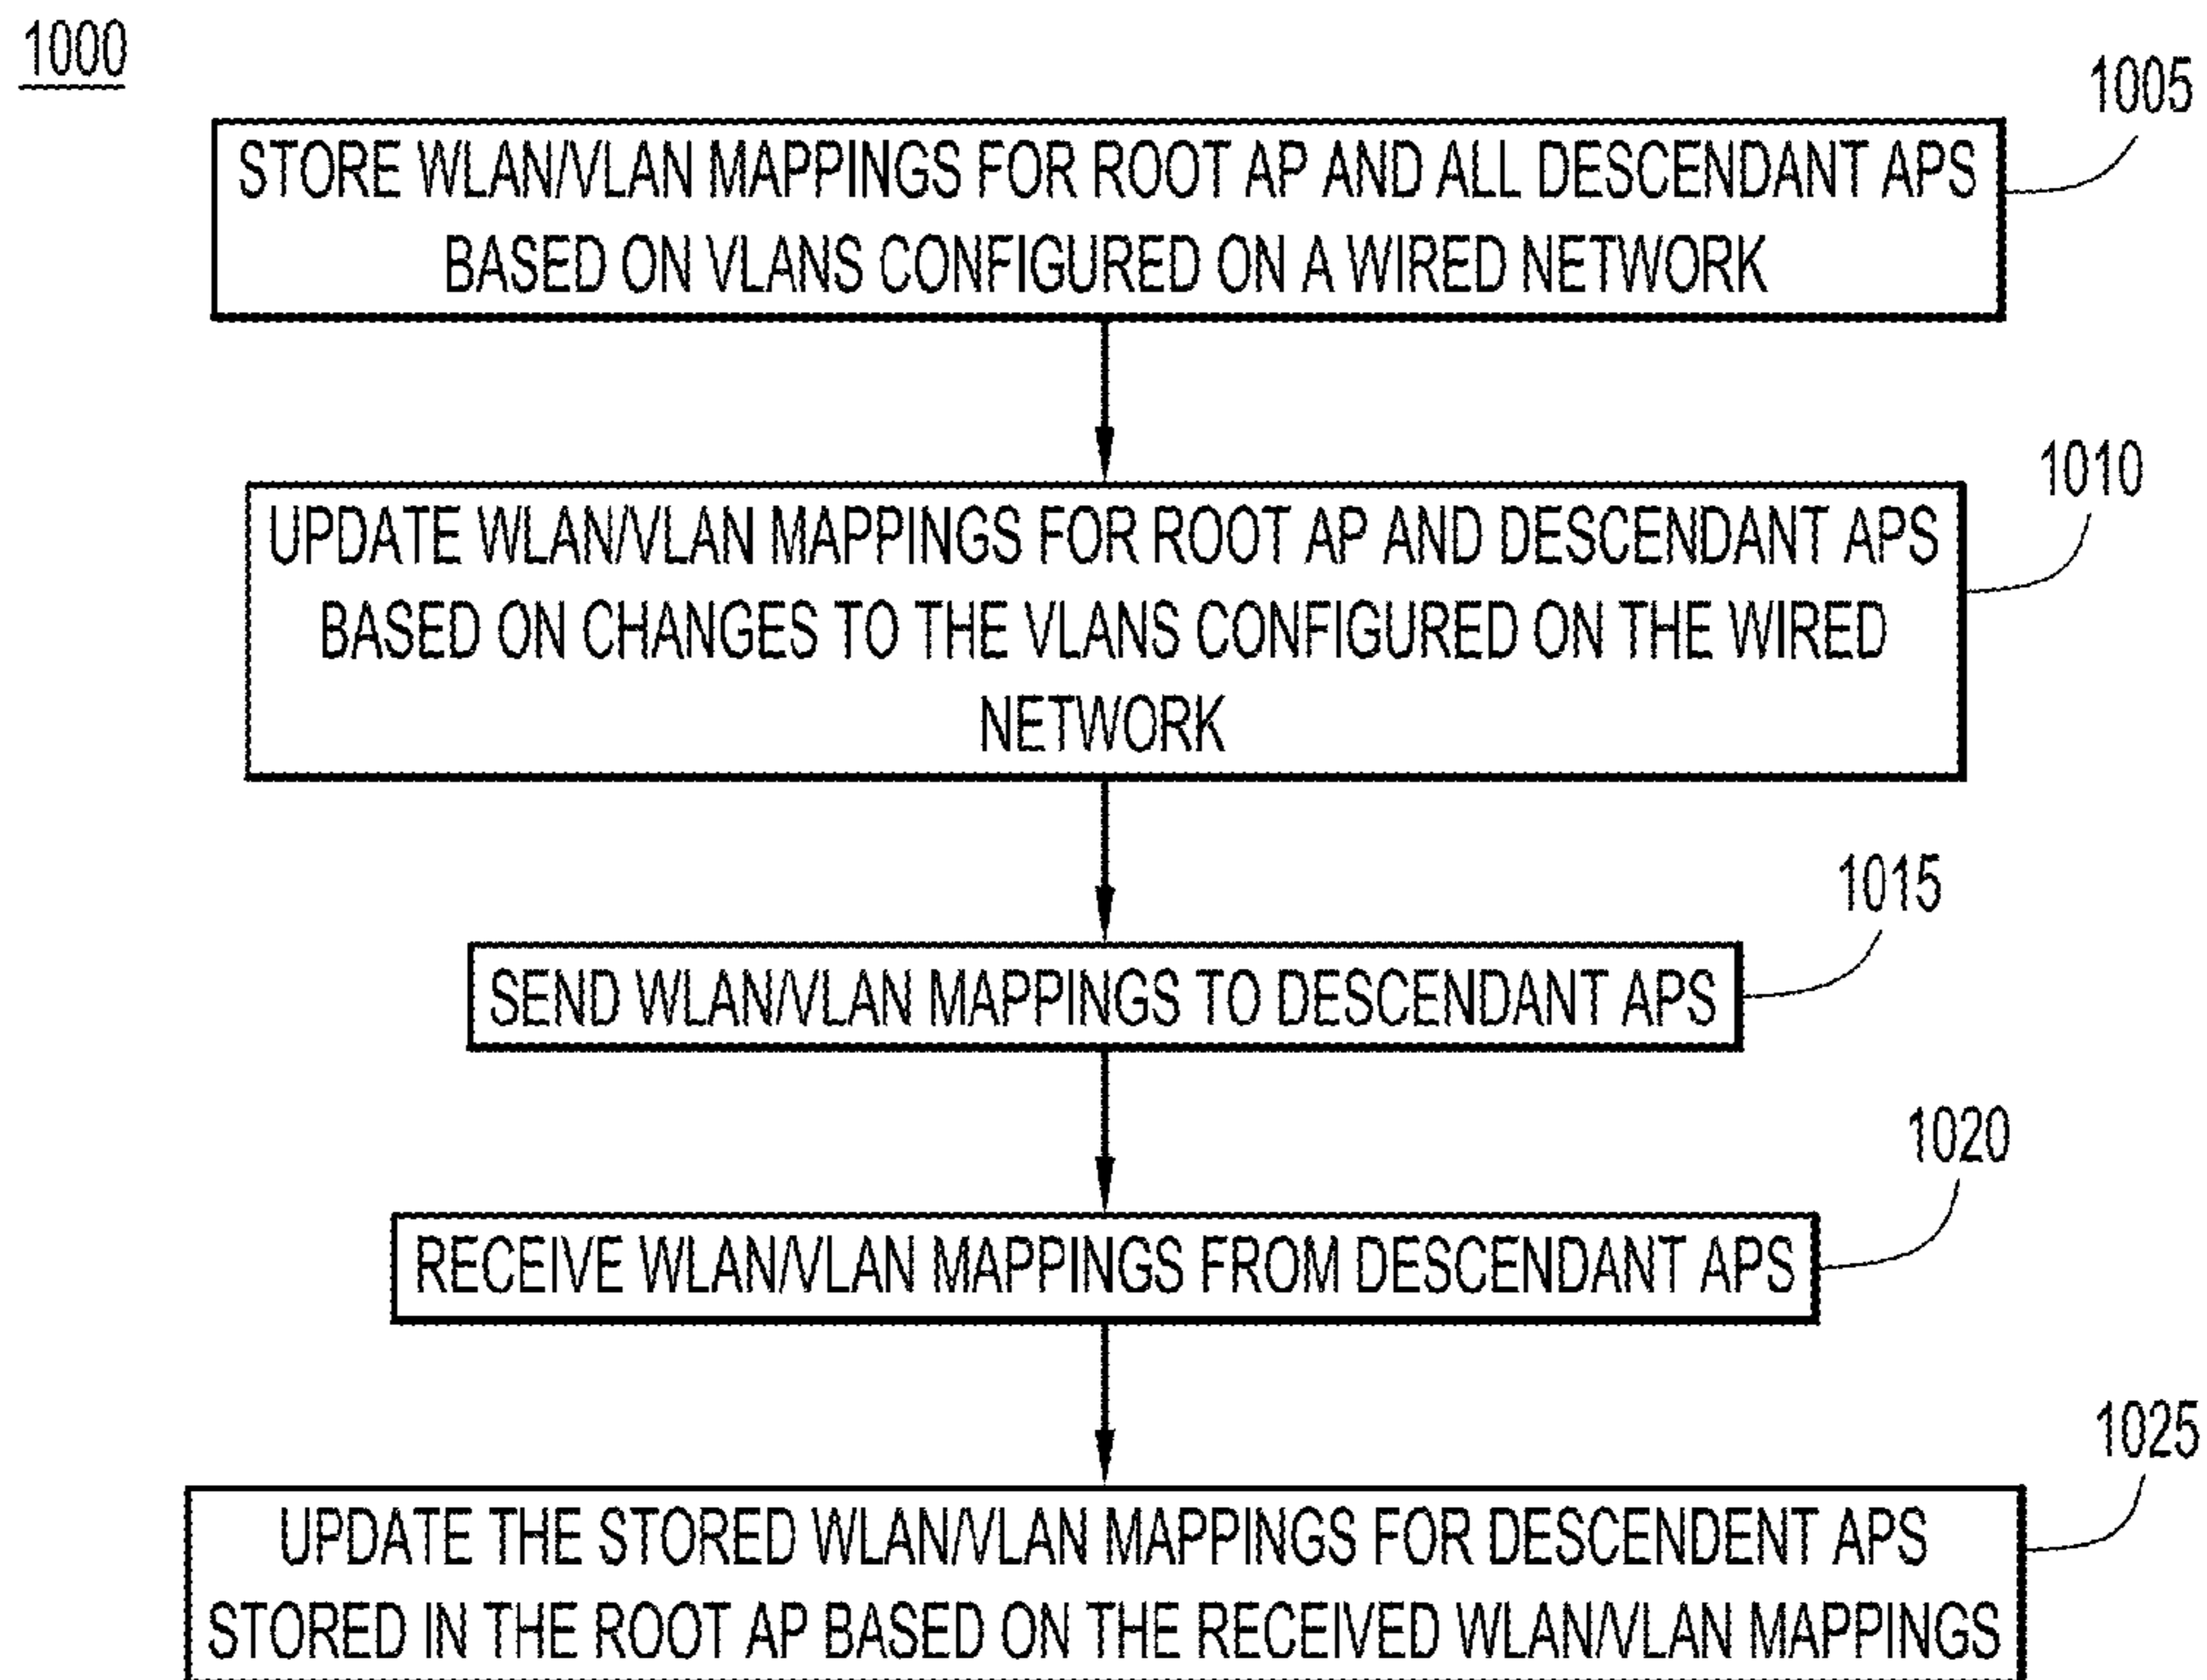 1000
1005
STORE WLAN/VLAN MAPPINGS FOR ROOT AP AND ALL DESCENDANT APS
BASED ON VLANS CONFIGURED ON A WIRED NETWORK
1010
UPDATE WLAN/VLAN MAPPINGS FOR ROOT AP AND DESCENDANT APS
BASED ON CHANGES TO THE VLANS CONFIGURED ON THE WIRED
NETWORK
1015
SEND WLAN/VLAN MAPPINGS TO DESCENDANT APS
1020
RECEIVE WLAN/VLAN MAPPINGS FROM DESCENDANT APS
1025
UPDATE THE STORED WLAN/VLAN MAPPINGS FOR DESCENDENT APS
STORED IN THE ROOT AP BASED ON THE RECEIVED WLAN/VLAN MAPPINGS